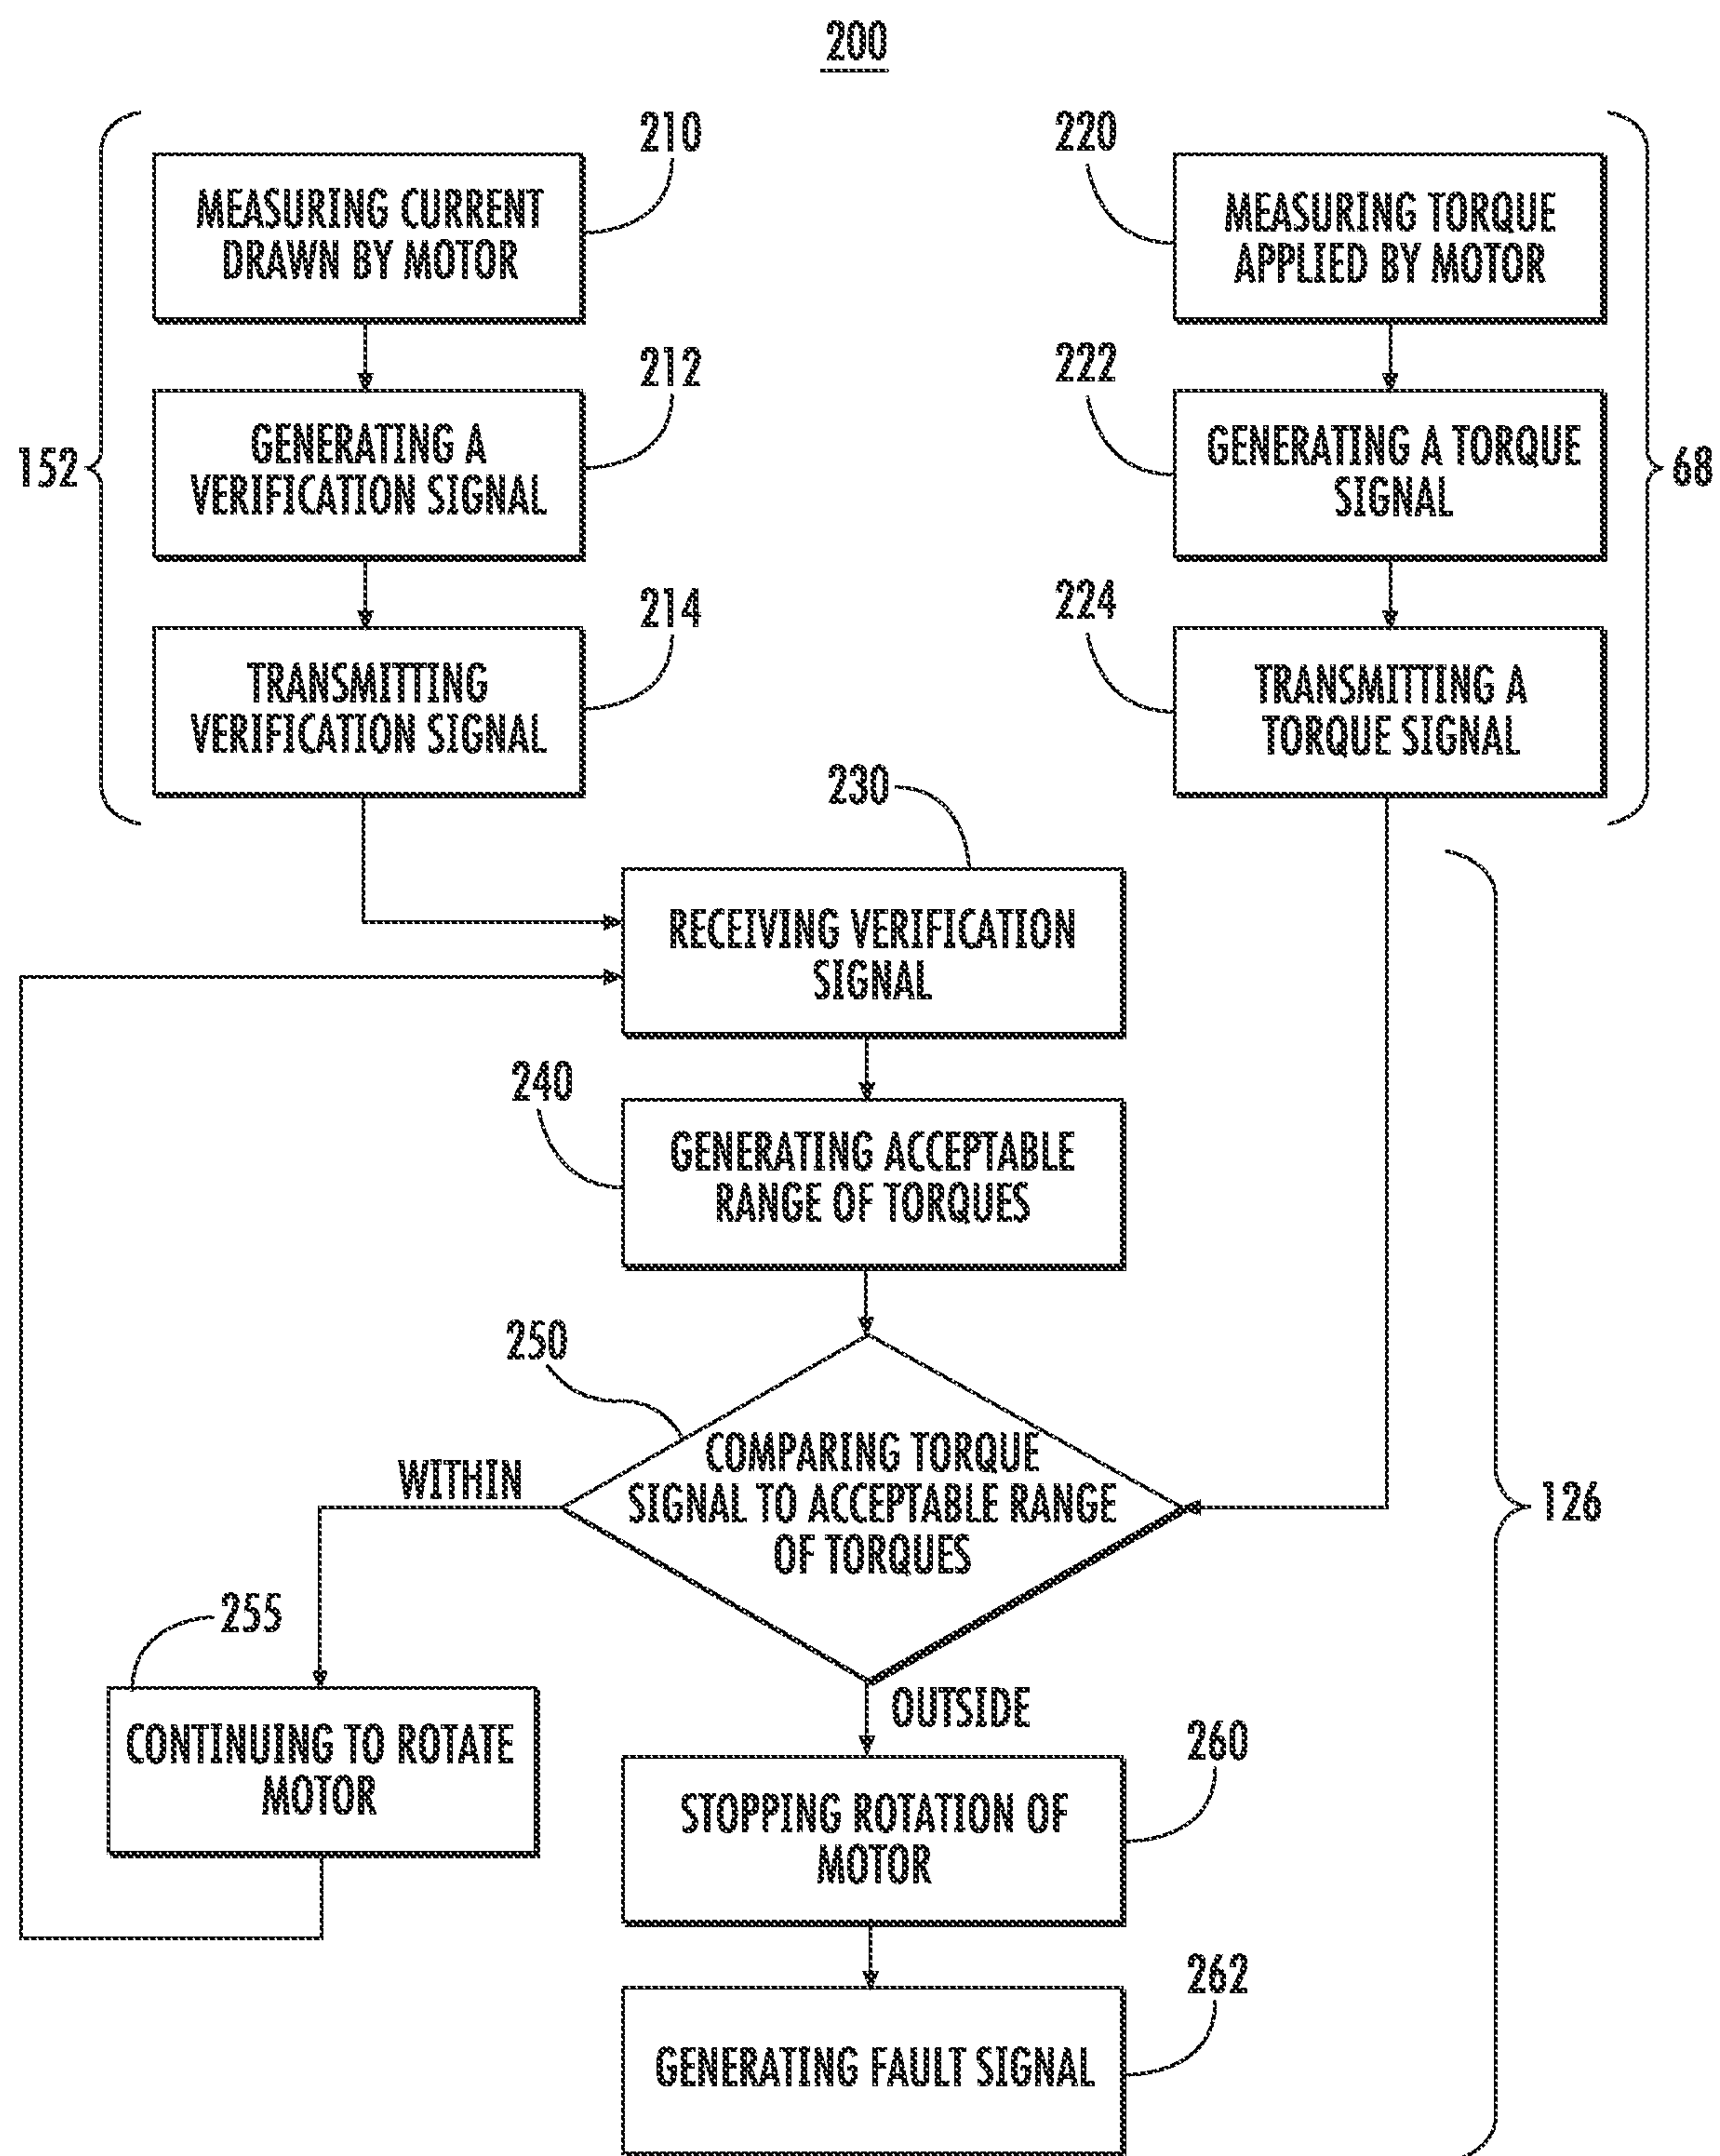 200
210
MEASURING CURRENT
DRAWN BY MOTOR
220
MEASURING TORQUE
APPLIED BY MOTOR
212
GENERATING A
VERIFICATION SIGNAL
152
222
GENERATING A TORQUE
SIGNAL
68
214
TRANSMITTING
VERIFICATION SIGNAL
224
TRANSMITTING A
TORQUE SIGNAL
230
RECEIVING VERIFICATION
SIGNAL
240
GENERATING ACCEPTABLE
RANGE OF TORQUES
250
COMPARING TORQUE
SIGNAL TO ACCEPTABLE RANGE
OF TORQUES
WITHIN
126
255
CONTINUING TO ROTATE
MOTOR
OUTSIDE
260
STOPPING ROTATION OF
MOTOR
262
GENERATING FAULT SIGNAL